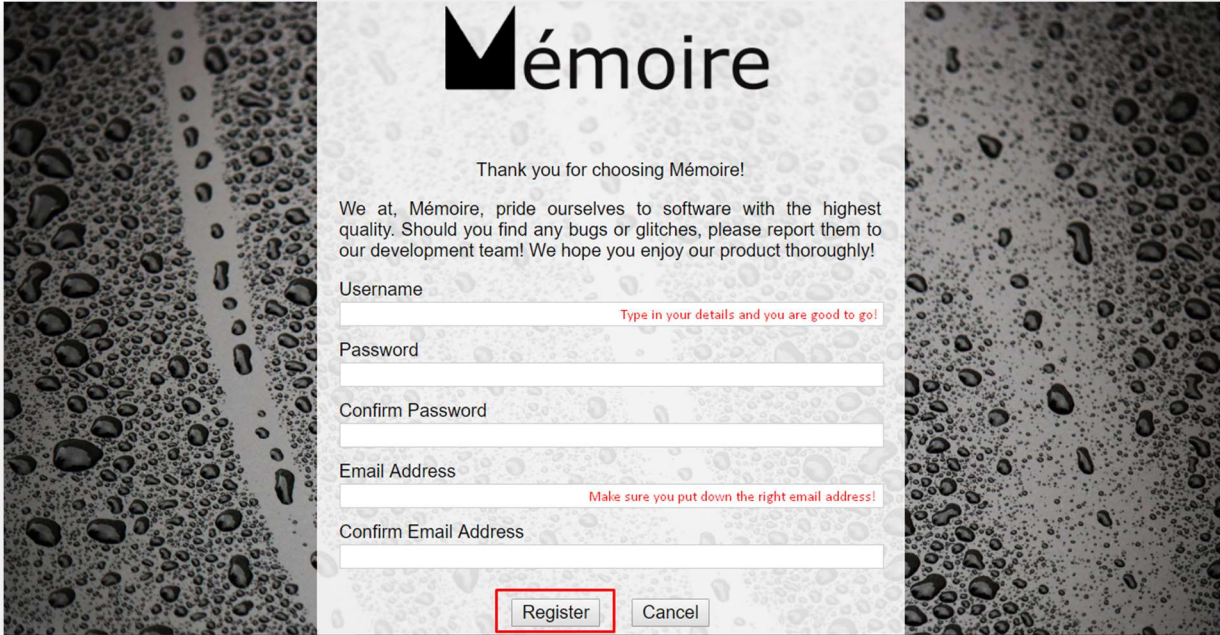 Mémoire
Thank you for choosing Mémoire!
We at, Mémoire, pride ourselves to software with the highest
quality. Should you find any bugs or glitches, please report them to
our development team! We hope you enjoy our product thoroughly!
Username
Type in your details and you are good to go!
Password
Confirm Password
Email Address
Make sure you put down the right email address!
Confirm Email Address
Register Cancel